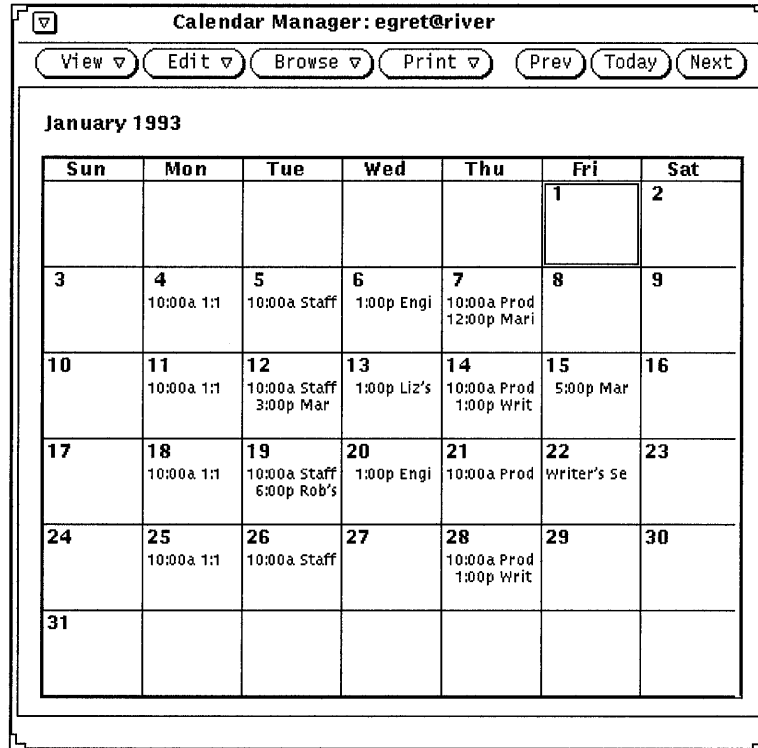 Calendar Manager: egret@river
View Edit Browse Print Prev Today Next
January 1993
Sun Mon Tue Wed Thu Fri Sat
1 2
3 4 5 6 7 8 9
10:00a 1:1 10:00a Staff 1:00p Engi 10:00a Prod
12:00p Mari
10 11 12 13 14 15 16
10:00a 1:1 10:00a Staff 1:00p Liz's 10:00a Prod 5:00p Mar
3:00p Mar 1:00p Writ
17 18 19 20 21 22 23
10:00a 1:1 10:00a Staff 1:00p Engi 10:00a Prod Writer's Se
6:00p Rob's
24 25 26 27 28 29 30
10:00a 1:1 10:00a Staff 10:00a Prod
1:00p Writ
31